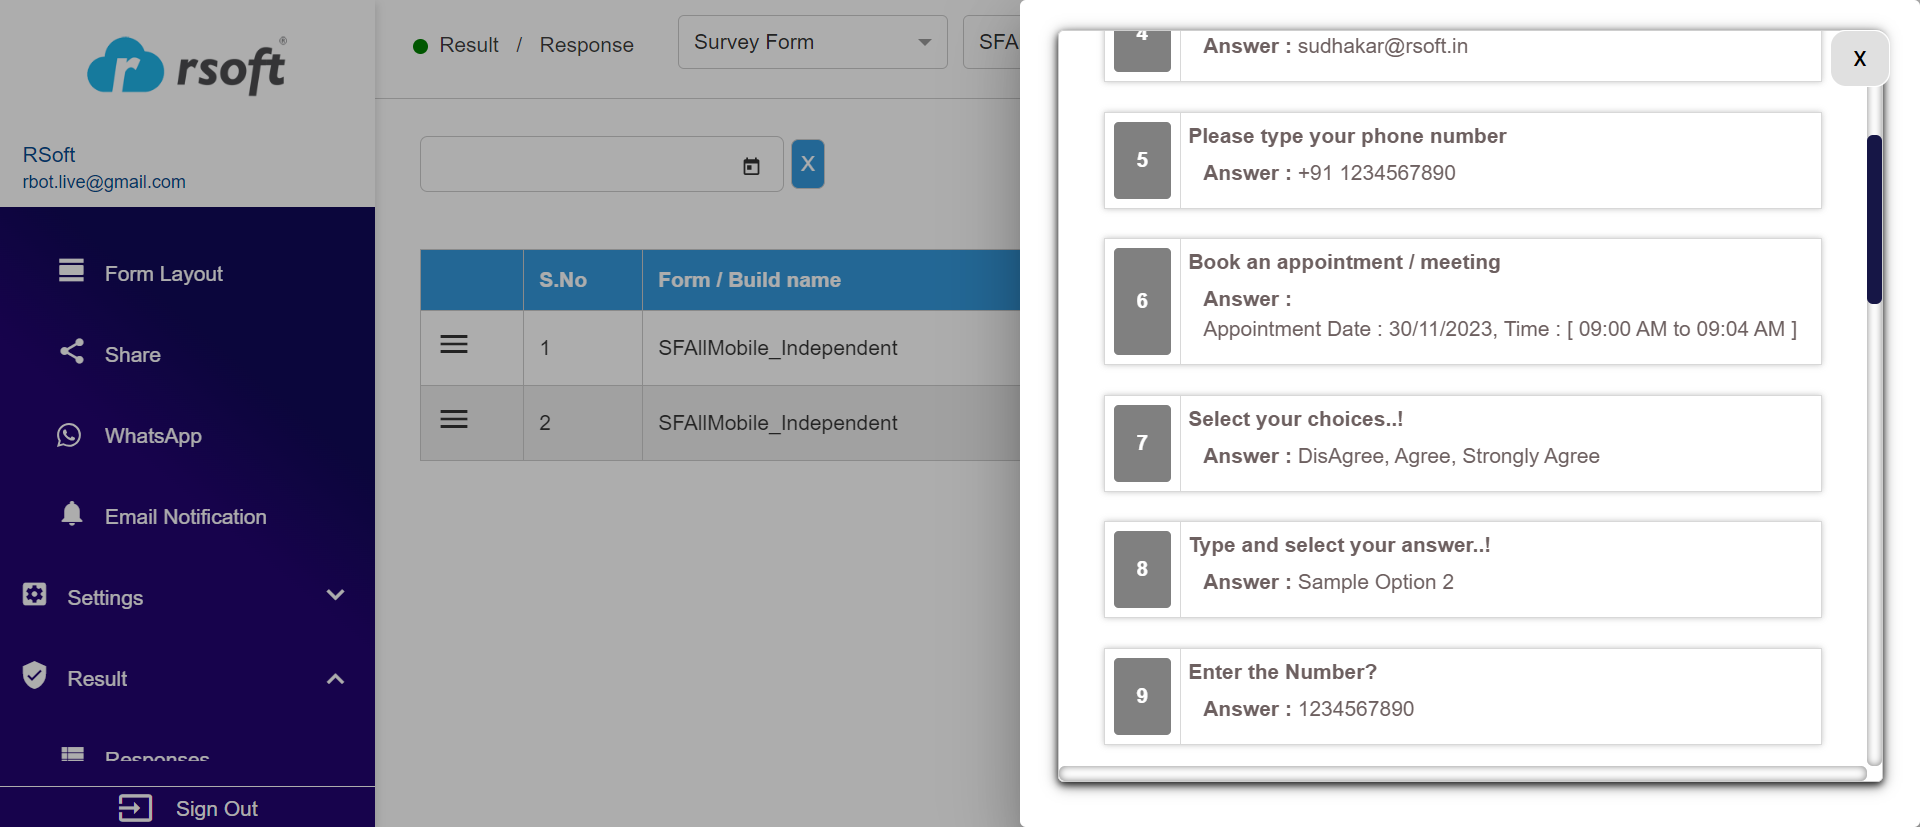 rsoft®
RSoft
rbot.live@gmail.com
Form Layout
Share
WhatsApp
Email Notification
Settings
Result
Responses
Sign Out
Result / Response
Survey Form
SFA
X
S.No Form / Build name
1 SFAllMobile_Independent
2 SFAllMobile_Independent
X
4
Answer : sudhakar@rsoft.in
5
Please type your phone number
Answer : +91 1234567890
6
Book an appointment / meeting
Answer :
Appointment Date : 30/11/2023, Time : [ 09:00 AM to 09:04 AM ]
7
Select your choices..!
Answer : DisAgree, Agree, Strongly Agree
8
Type and select your answer..!
Answer : Sample Option 2
9
Enter the Number?
Answer : 1234567890